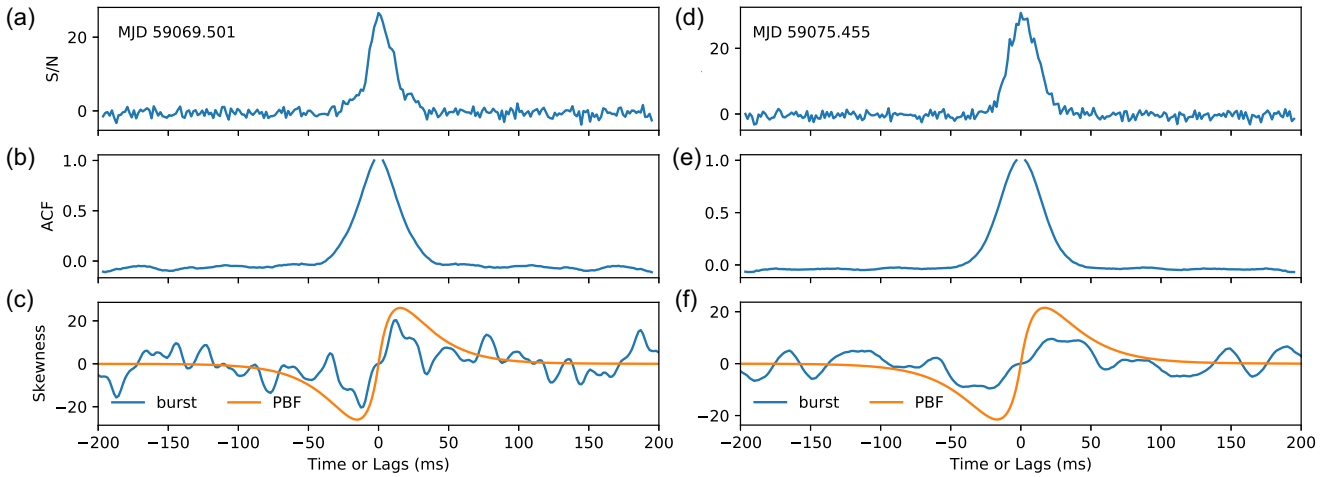 (a)
MJD 59069.501
S/N
20
0
(b)
1.0
ACF
0.5
0.0
(c)
Skewness
20
0
−20
burst
PBF
−200 −150 −100 −50 0 50 100 150 200
Time or Lags (ms)
(d)
MJD 59075.455
20
0
(e)
1.0
0.5
0.0
(f)
20
0
−20
burst
PBF
−200 −150 −100 −50 0 50 100 150 200
Time or Lags (ms)